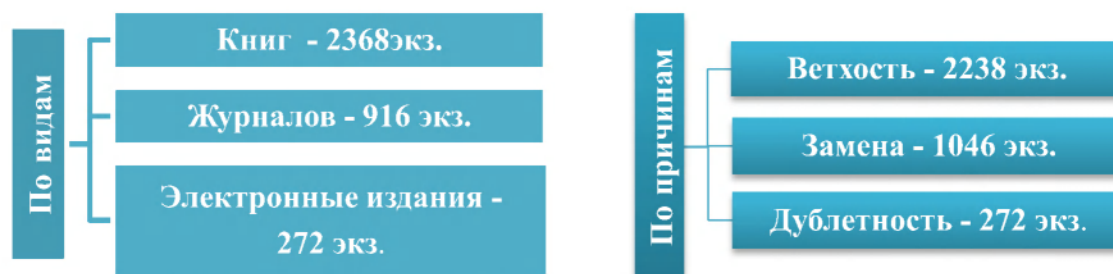 По видам
Книг - 2368экз.
Журналов - 916 экз.
Электронные издания -
272 экз.
По причинам
Ветхость - 2238 экз.
Замена - 1046 экз.
Дублетность - 272 экз.